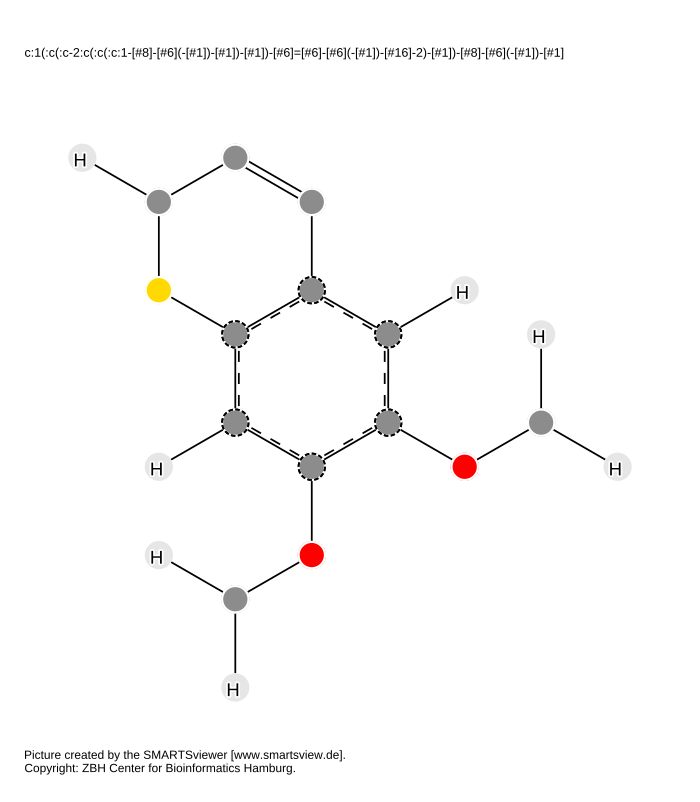 c:1(:c(:c-2:c(:c(:c:1-[#8]-[#6](-[#1])-[#1])-[#1])-[#6]=[#6]-[#6](-[#1])-[#16]-2)-[#1])-[#8]-[#6](-[#1])-[#1]
H
H
H
H
H
H
H
Picture created by the SMARTSviewer [www.smartsview.de].
Copyright: ZBH Center for Bioinformatics Hamburg.